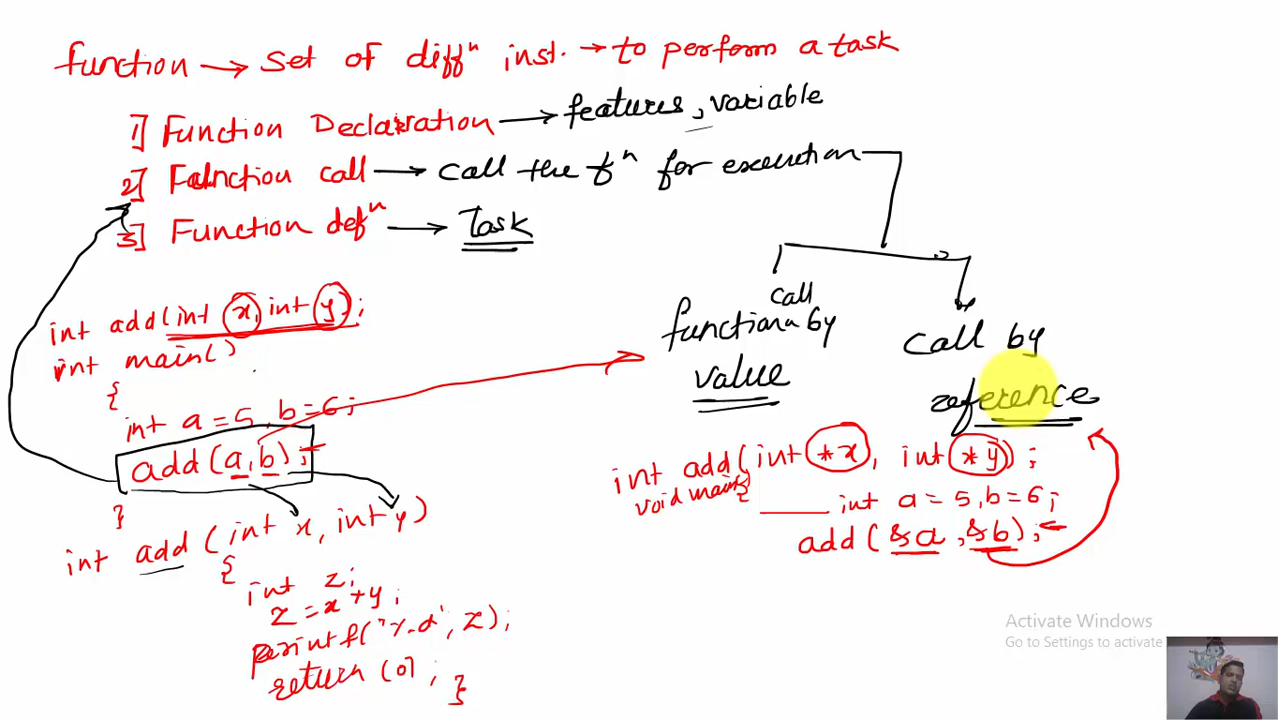 function → set of diffⁿ inst. → to perform a task
1] Function Declaration → features, variable
2] Function call → call the fⁿ for execution
3] Function defⁿ → Task
int add(int x, int y);
int main()
{
int a = 5, b = 6;
add (a, b);
}
int add (int x, int y)
{
int z;
z = x + y;
printf("%d", z);
return (0);
}
call
function by
value
call by
reference
int add(int *x, int *y);
void main()
{
int a = 5, b = 6;
add (&a, &b);
Activate Windows
Go to Settings to activate